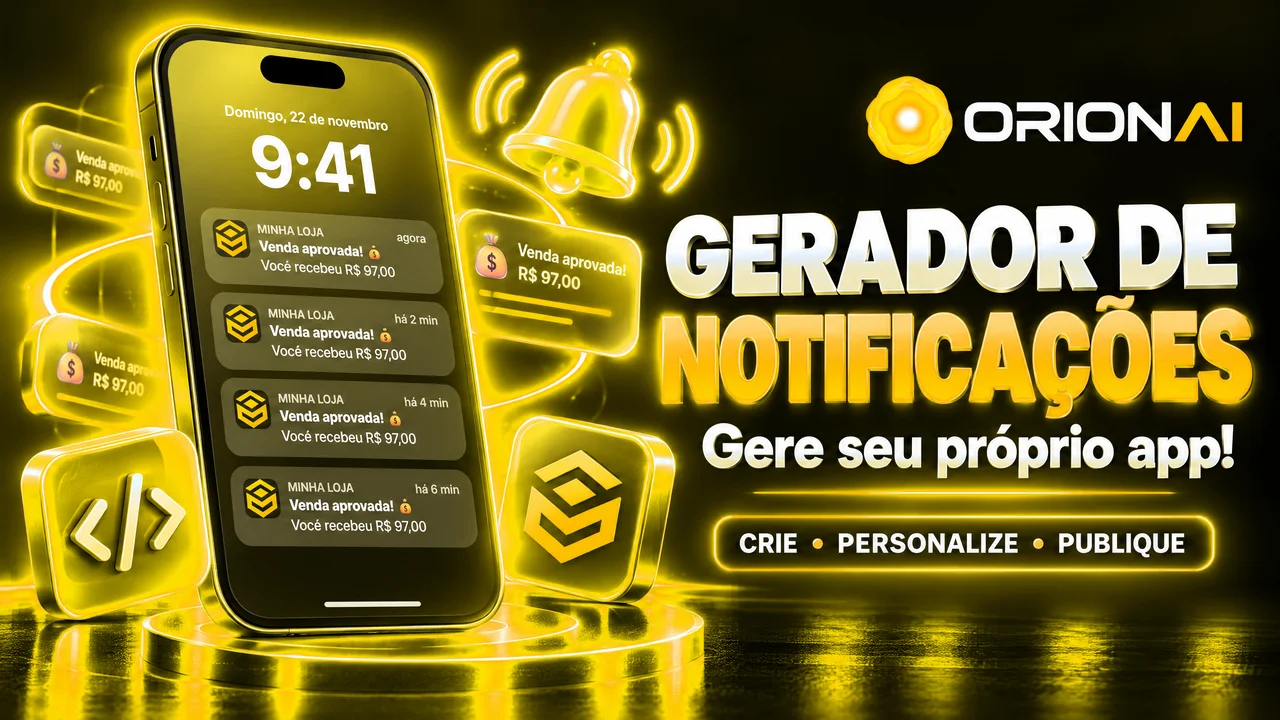 Domingo, 22 de novembro
9:41
MINHA LOJA
agora
Venda aprovada! 💰
Você recebeu R$ 97,00
MINHA LOJA
há 2 min
Venda aprovada! 💰
Você recebeu R$ 97,00
MINHA LOJA
há 4 min
Venda aprovada! 💰
Você recebeu R$ 97,00
MINHA LOJA
há 6 min
Venda aprovada! 💰
Você recebeu R$ 97,00
Venda aprov
R$ 97,00
Venda aprov
R$ 97,00
Venda aprovada!
R$ 97,00
</>
ORIONAI
GERADOR DE
NOTIFICAÇÕES
Gere seu próprio app!
CRIE • PERSONALIZE • PUBLIQUE